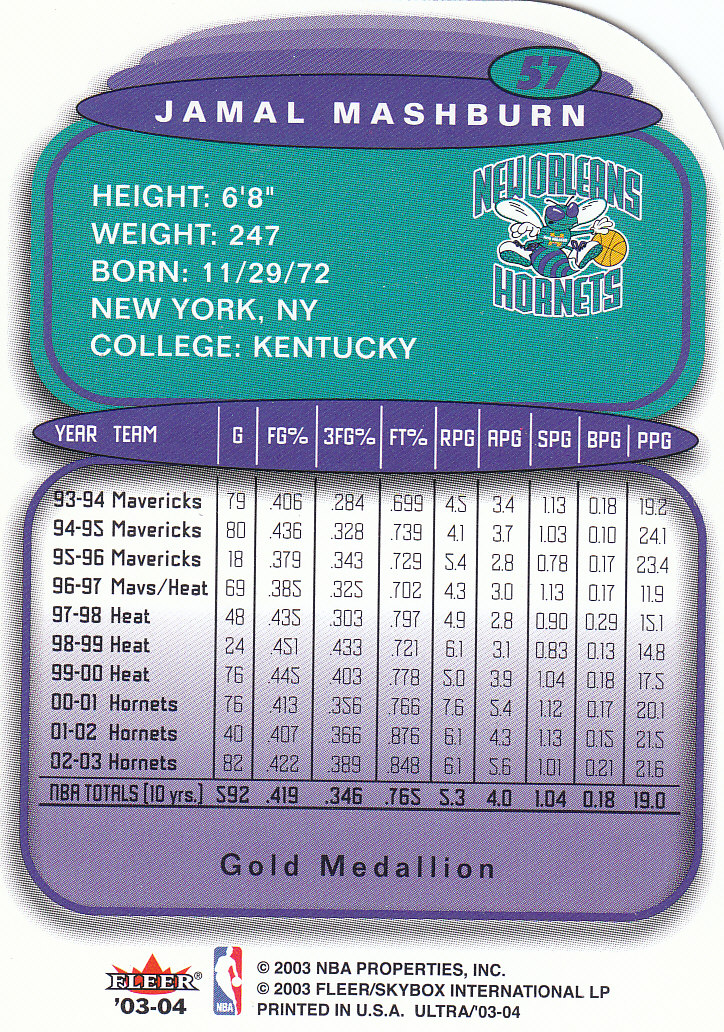 57
JAMAL MASHBURN
NEW ORLEANS
HORNETS
HEIGHT: 6'8"
WEIGHT: 247
BORN: 11/29/72
NEW YORK, NY
COLLEGE: KENTUCKY
YEAR TEAM G FG% 3FG% FT% RPG APG SPG BPG PPG
93-94 Mavericks 79 .406 .284 .699 4.5 3.4 1.13 0.18 19.2
94-95 Mavericks 80 .436 .328 .739 4.1 3.7 1.03 0.10 24.1
95-96 Mavericks 18 .379 .343 .729 5.4 2.8 0.78 0.17 23.4
96-97 Mavs/Heat 69 .385 .325 .702 4.3 3.0 1.13 0.17 11.9
97-98 Heat 48 .435 .303 .797 4.9 2.8 0.90 0.29 15.1
98-99 Heat 24 .451 .433 .721 6.1 3.1 0.83 0.13 14.8
99-00 Heat 76 .445 .403 .778 5.0 3.9 1.04 0.18 17.5
00-01 Hornets 76 .413 .356 .766 7.6 5.4 1.12 0.17 20.1
01-02 Hornets 40 .407 .366 .876 6.1 4.3 1.13 0.15 21.5
02-03 Hornets 82 .422 .389 .848 6.1 5.6 1.01 0.21 21.6
NBA TOTALS (10 yrs.) 592 .419 .346 .765 5.3 4.0 1.04 0.18 19.0
Gold Medallion
FLEER®
'03-04
NBA
© 2003 NBA PROPERTIES, INC.
© 2003 FLEER/SKYBOX INTERNATIONAL LP
PRINTED IN U.S.A. ULTRA/'03-04